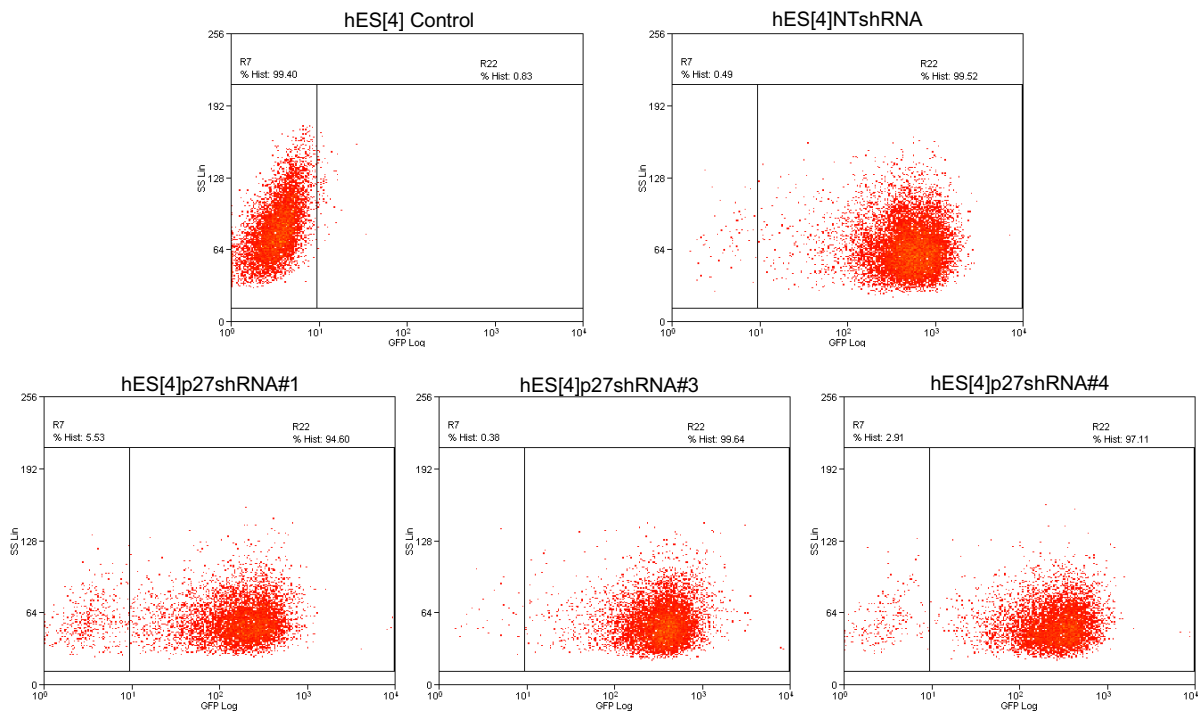 hES[4] Control
256
R7
% Hist: 99.40
R22
% Hist: 0.83
192
128
64
0
SS Lin
10⁰
10¹
10²
10³
10⁴
GFP Log
hES[4]NTshRNA
256
R7
% Hist: 0.49
R22
% Hist: 99.52
192
128
64
0
SS Lin
10⁰
10¹
10²
10³
10⁴
GFP Log
hES[4]p27shRNA#1
256
R7
% Hist: 5.53
R22
% Hist: 94.60
192
128
64
0
SS Lin
10⁰
10¹
10²
10³
10⁴
GFP Log
hES[4]p27shRNA#3
256
R7
% Hist: 0.38
R22
% Hist: 99.64
192
128
64
0
SS Lin
10⁰
10¹
10²
10³
10⁴
GFP Log
hES[4]p27shRNA#4
256
R7
% Hist: 2.91
R22
% Hist: 97.11
192
128
64
0
SS Lin
10⁰
10¹
10²
10³
10⁴
GFP Log